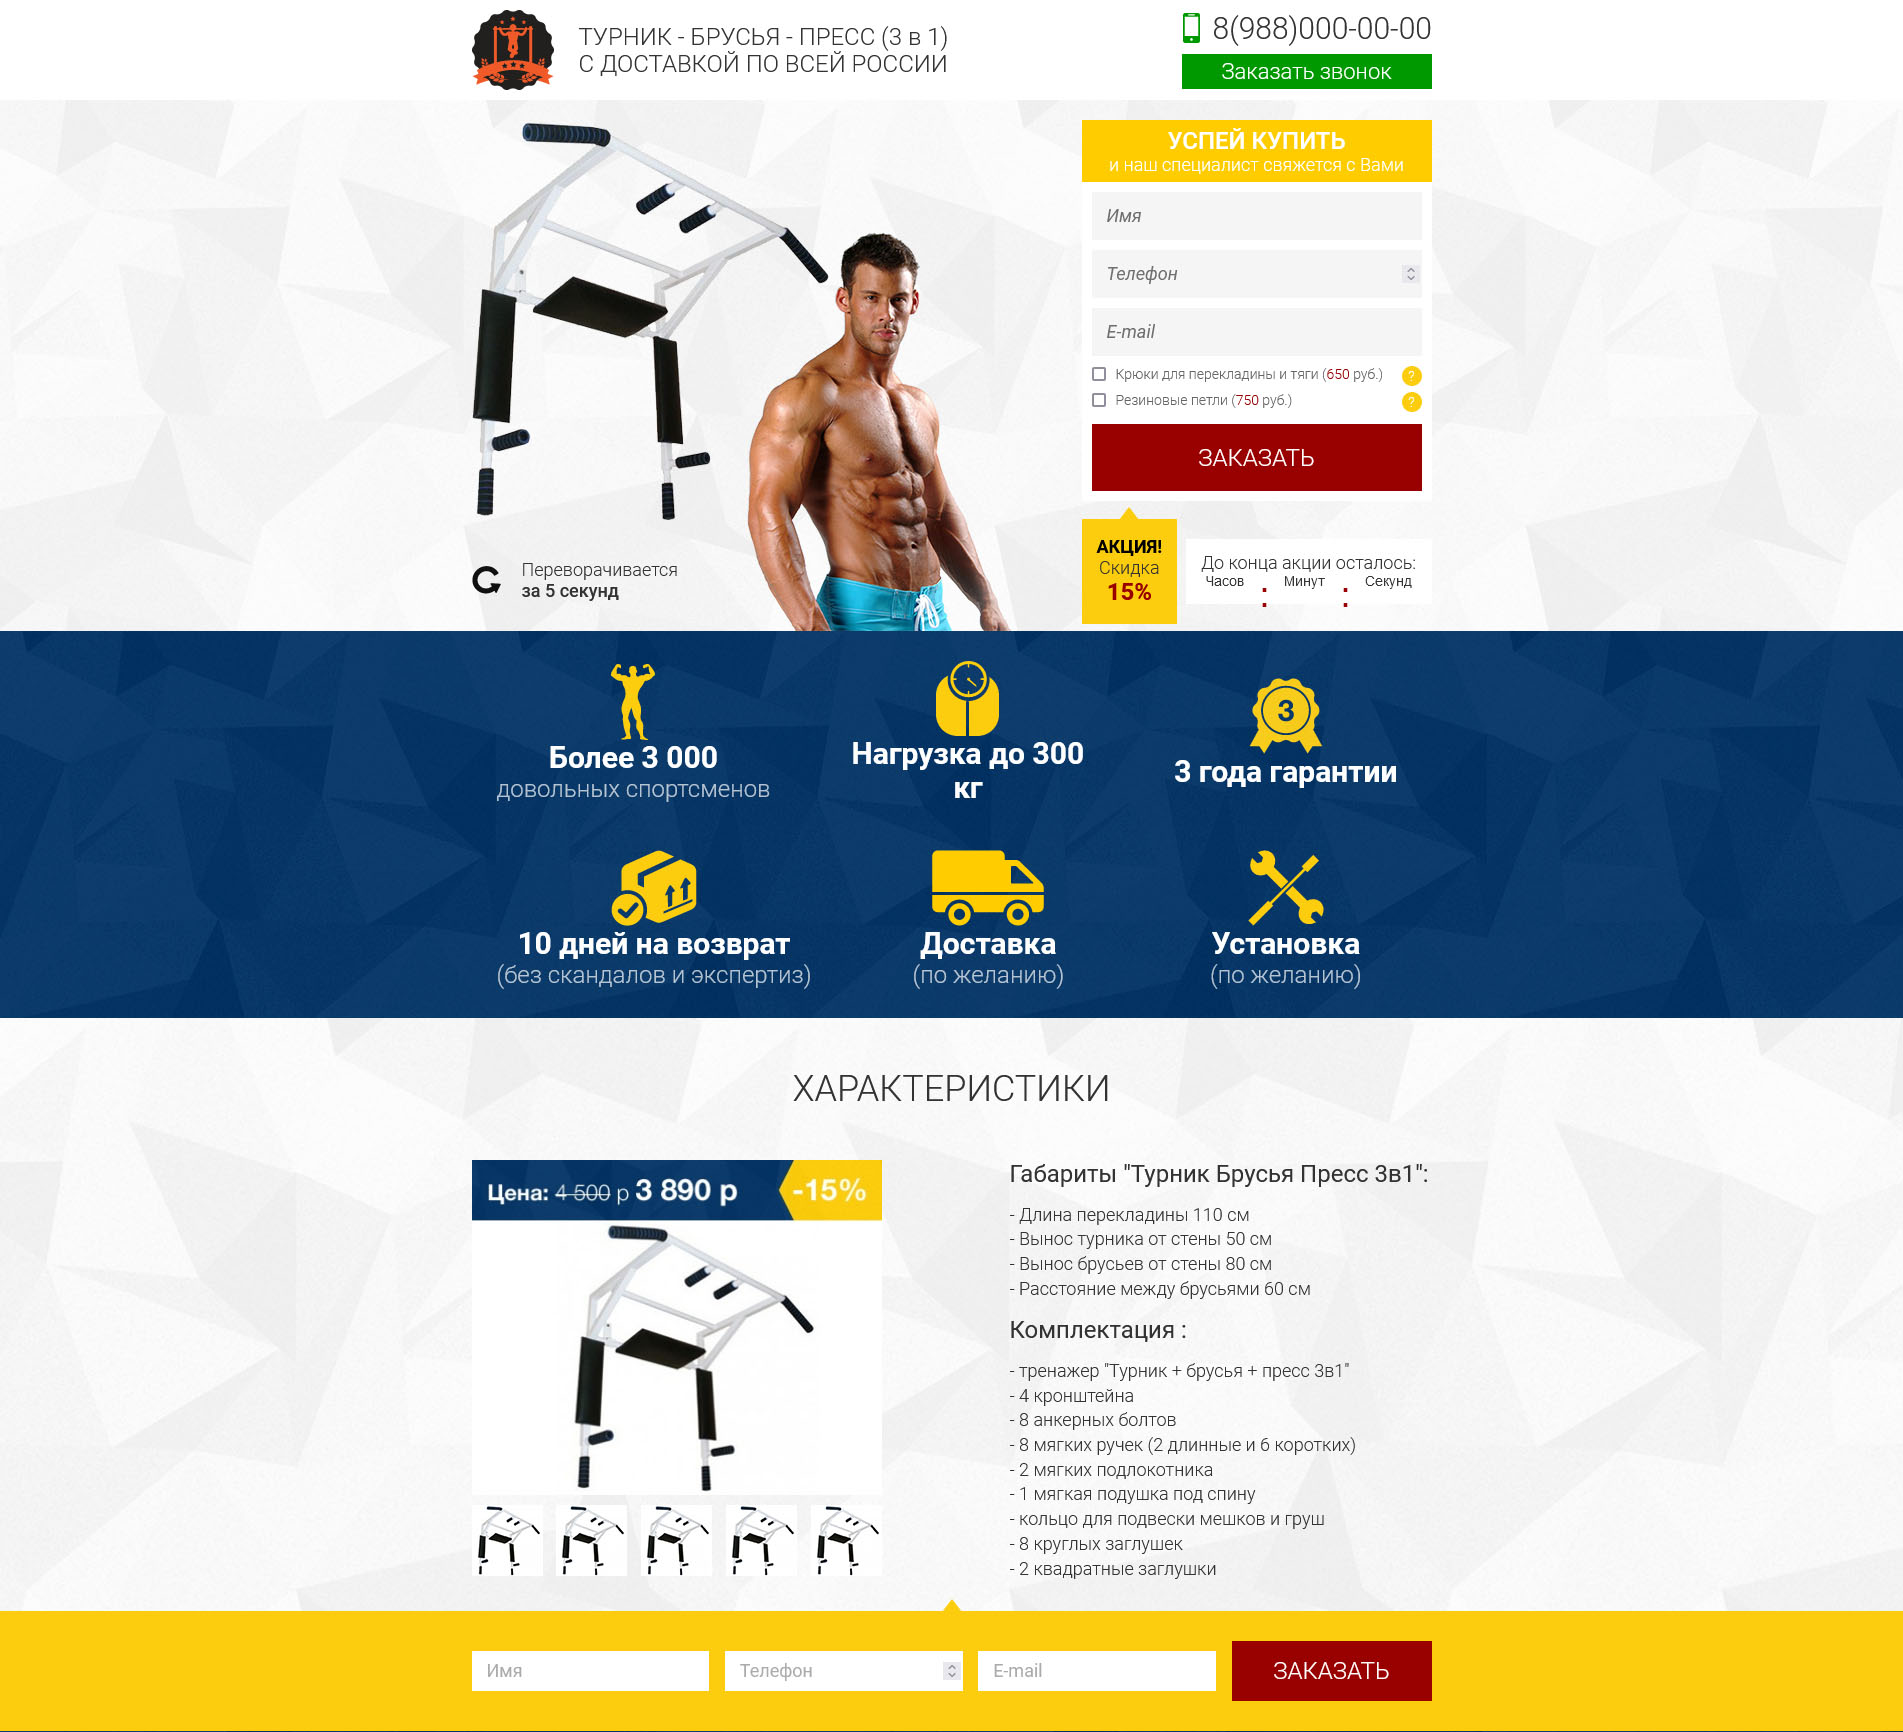 ТУРНИК - БРУСЬЯ - ПРЕСС (3 в 1)
С ДОСТАВКОЙ ПО ВСЕЙ РОССИИ
8(988)000-00-00
Заказать звонок
УСПЕЙ КУПИТЬ
и наш специалист свяжется с Вами
Имя
Телефон
E-mail
Крюки для перекладины и тяги (650 руб.) ?
Резиновые петли (750 руб.) ?
ЗАКАЗАТЬ
Переворачивается
за 5 секунд
АКЦИЯ!
Скидка
15%
До конца акции осталось:
Часов : Минут : Секунд
Более 3 000
довольных спортсменов
Нагрузка до 300
кг
3
3 года гарантии
10 дней на возврат
(без скандалов и экспертиз)
Доставка
(по желанию)
Установка
(по желанию)
ХАРАКТЕРИСТИКИ
Цена: 4 500 р 3 890 р -15%
Габариты "Турник Брусья Пресс 3в1":
- Длина перекладины 110 см
- Вынос турника от стены 50 см
- Вынос брусьев от стены 80 см
- Расстояние между брусьями 60 см
Комплектация :
- тренажер "Турник + брусья + пресс 3в1"
- 4 кронштейна
- 8 анкерных болтов
- 8 мягких ручек (2 длинные и 6 коротких)
- 2 мягких подлокотника
- 1 мягкая подушка под спину
- кольцо для подвески мешков и груш
- 8 круглых заглушек
- 2 квадратные заглушки
Имя
Телефон
E-mail
ЗАКАЗАТЬ